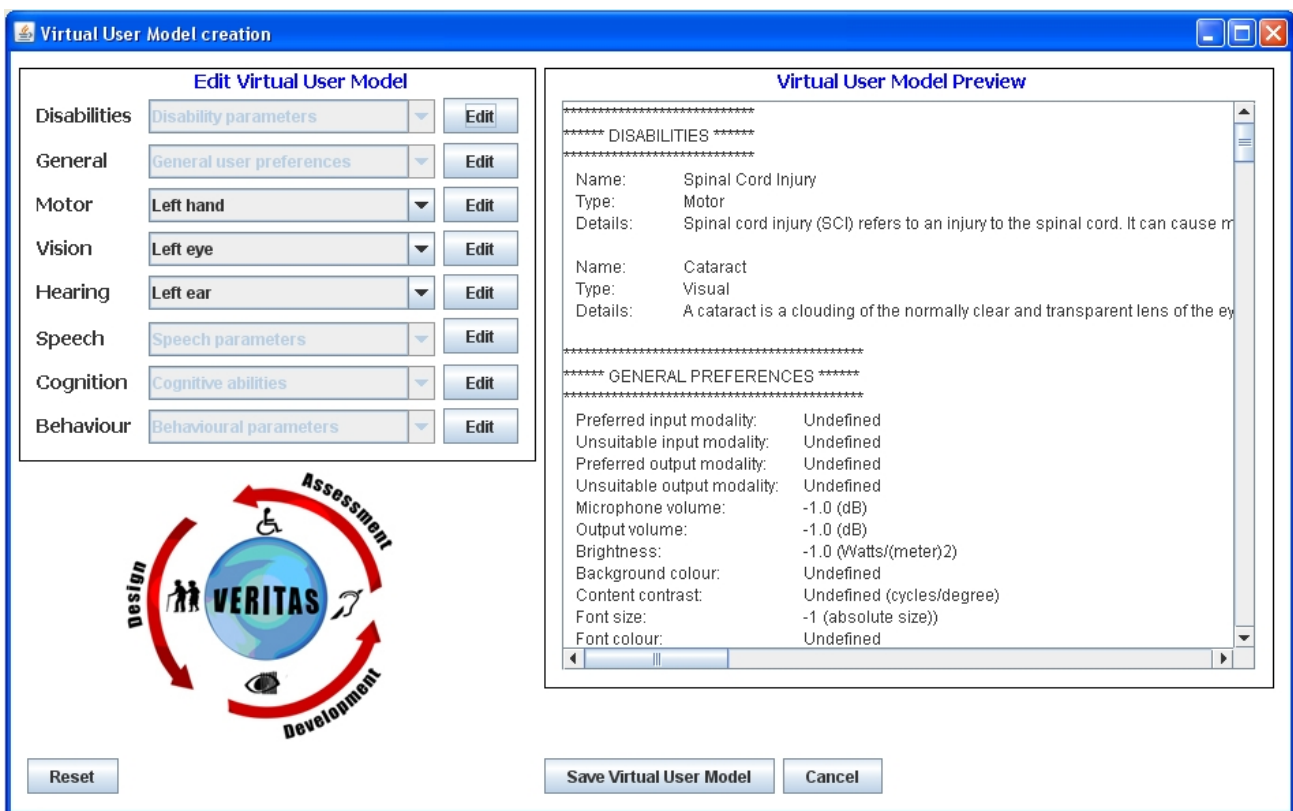 Virtual User Model creation
Edit Virtual User Model
Disabilities Disability parameters Edit
General General user preferences Edit
Motor Left hand Edit
Vision Left eye Edit
Hearing Left ear Edit
Speech Speech parameters Edit
Cognition Cognitive abilities Edit
Behaviour Behavioural parameters Edit
Assessment
Design
VERITAS
Development
Virtual User Model Preview
****************************
****** DISABILITIES ******
****************************
Name: Spinal Cord Injury
Type: Motor
Details: Spinal cord injury (SCI) refers to an injury to the spinal cord. It can cause m
Name: Cataract
Type: Visual
Details: A cataract is a clouding of the normally clear and transparent lens of the ey
********************************************
****** GENERAL PREFERENCES ******
********************************************
Preferred input modality: Undefined
Unsuitable input modality: Undefined
Preferred output modality: Undefined
Unsuitable output modality: Undefined
Microphone volume: -1.0 (dB)
Output volume: -1.0 (dB)
Brightness: -1.0 (Watts/(meter)2)
Background colour: Undefined
Content contrast: Undefined (cycles/degree)
Font size: -1 (absolute size))
Font colour: Undefined
Reset
Save Virtual User Model
Cancel